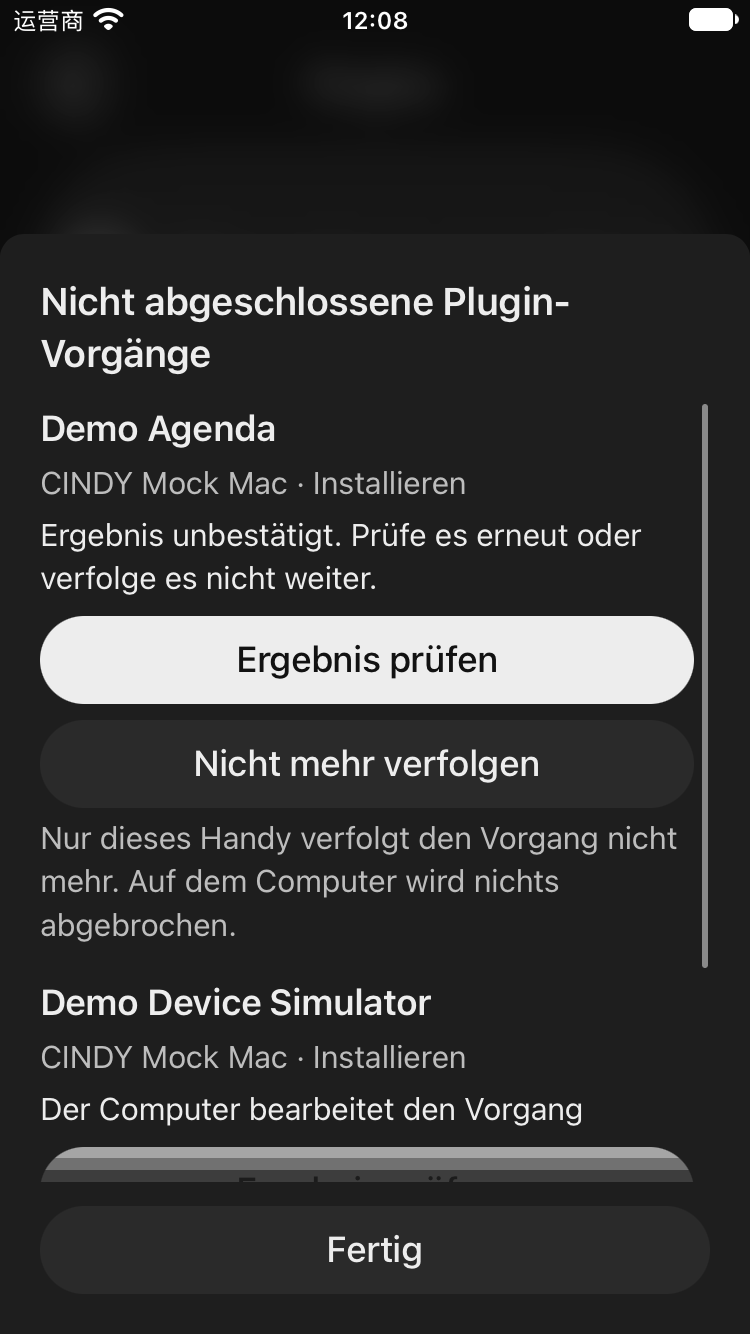 运营商
12:08
Nicht abgeschlossene Plugin-
Vorgänge
Demo Agenda
CINDY Mock Mac · Installieren
Ergebnis unbestätigt. Prüfe es erneut oder
verfolge es nicht weiter.
Ergebnis prüfen
Nicht mehr verfolgen
Nur dieses Handy verfolgt den Vorgang nicht
mehr. Auf dem Computer wird nichts
abgebrochen.
Demo Device Simulator
CINDY Mock Mac · Installieren
Der Computer bearbeitet den Vorgang
Fertig